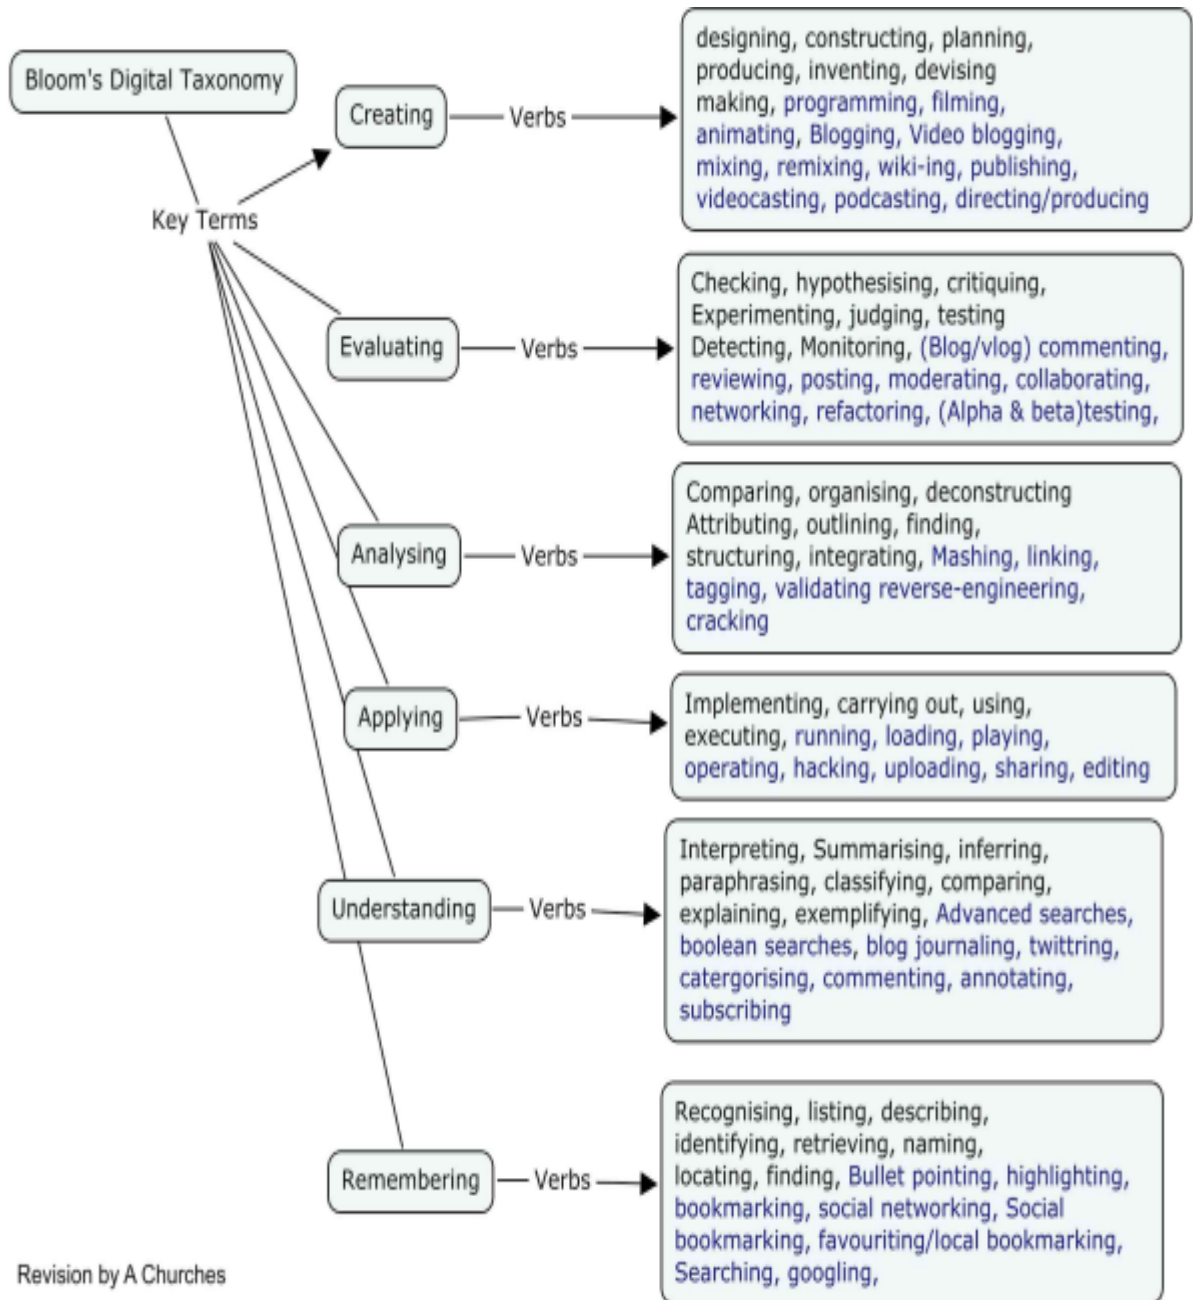 Bloom's Digital Taxonomy
Key Terms
Creating
Verbs
designing, constructing, planning,
producing, inventing, devising
making, programming, filming,
animating, Blogging, Video blogging,
mixing, remixing, wiki-ing, publishing,
videocasting, podcasting, directing/producing
Evaluating
Verbs
Checking, hypothesising, critiquing,
Experimenting, judging, testing
Detecting, Monitoring, (Blog/vlog) commenting,
reviewing, posting, moderating, collaborating,
networking, refactoring, (Alpha & beta)testing,
Analysing
Verbs
Comparing, organising, deconstructing
Attributing, outlining, finding,
structuring, integrating, Mashing, linking,
tagging, validating reverse-engineering,
cracking
Applying
Verbs
Implementing, carrying out, using,
executing, running, loading, playing,
operating, hacking, uploading, sharing, editing
Understanding
Verbs
Interpreting, Summarising, inferring,
paraphrasing, classifying, comparing,
explaining, exemplifying, Advanced searches,
boolean searches, blog journaling, twittring,
catergorising, commenting, annotating,
subscribing
Remembering
Verbs
Recognising, listing, describing,
identifying, retrieving, naming,
locating, finding, Bullet pointing, highlighting,
bookmarking, social networking, Social
bookmarking, favouriting/local bookmarking,
Searching, googling,
Revision by A Churches